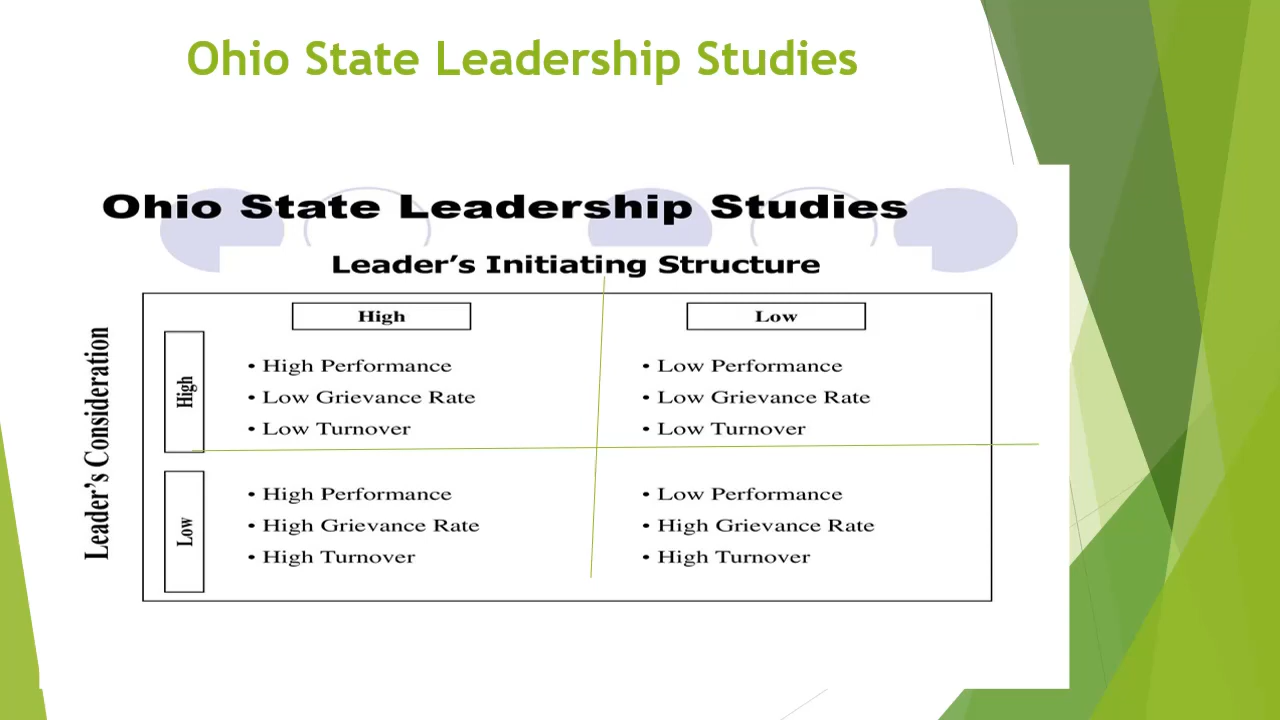 Ohio State Leadership Studies
Ohio State Leadership Studies
Leader's Initiating Structure
High
Low
Leader's Consideration
High
• High Performance
• Low Grievance Rate
• Low Turnover
• Low Performance
• Low Grievance Rate
• Low Turnover
Low
• High Performance
• High Grievance Rate
• High Turnover
• Low Performance
• High Grievance Rate
• High Turnover